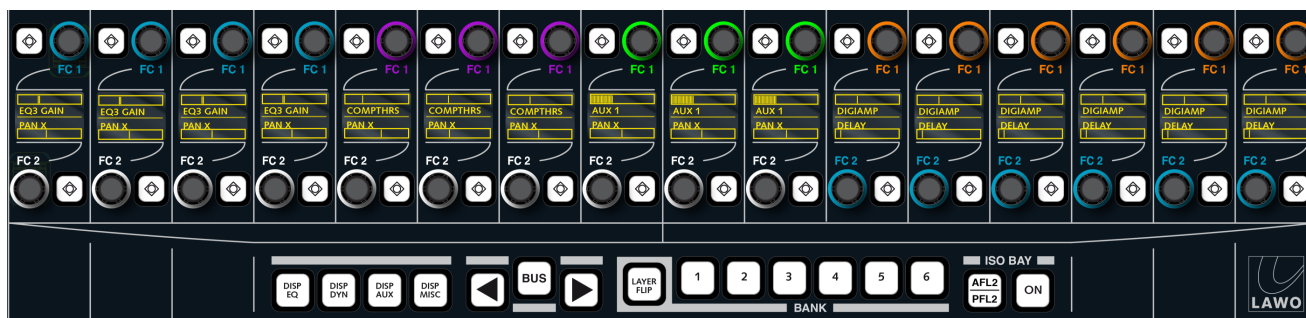 FC 1 FC 1 FC 1 FC 1 FC 1 FC 1 FC 1 FC 1 FC 1 FC 1 FC 1 FC 1 FC 1 FC 1 FC 1 FC 1
EQ3 GAIN EQ3 GAIN EQ3 GAIN EQ3 GAIN COMPTHRS COMPTHRS COMPTHRS AUX 1 AUX 1 AUX 1 DIGIAMP DIGIAMP DIGIAMP DIGIAMP DIGIAMP DIGIAMP
PAN X PAN X PAN X PAN X PAN X PAN X PAN X PAN X PAN X PAN X DELAY DELAY DELAY DELAY DELAY DELAY
FC 2 FC 2 FC 2 FC 2 FC 2 FC 2 FC 2 FC 2 FC 2 FC 2 FC 2 FC 2 FC 2 FC 2 FC 2 FC 2
DISP EQ
DISP DYN
DISP AUX
DISP MISC
BUS
LAYER FLIP
1 2 3 4 5 6
BANK
ISO BAY
AFL2
PFL2
ON
LAWO